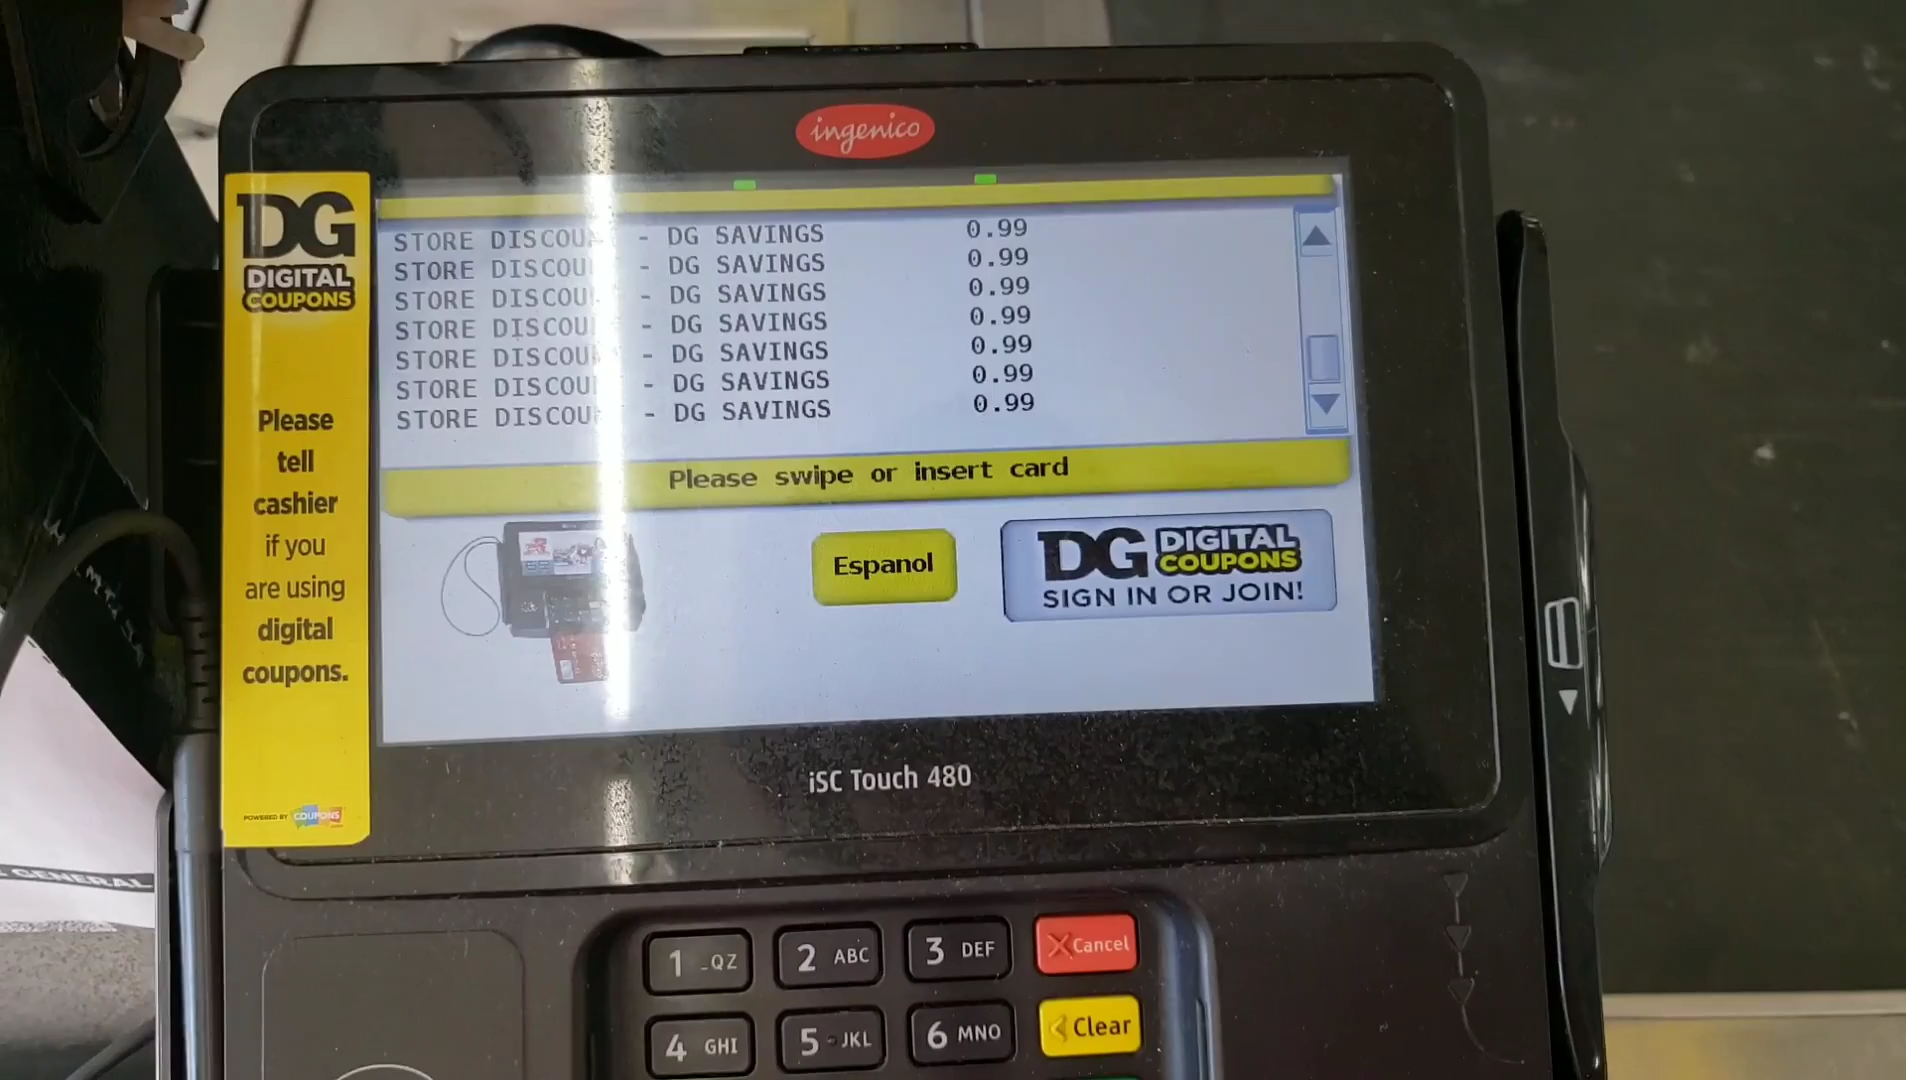 ingenico
DG
DIGITAL
COUPONS
Please
tell
cashier
if you
are using
digital
coupons.
POWERED BY COUPONS
STORE DISCOU - DG SAVINGS 0.99
STORE DISCOU - DG SAVINGS 0.99
STORE DISCOU - DG SAVINGS 0.99
STORE DISCOU - DG SAVINGS 0.99
STORE DISCOU - DG SAVINGS 0.99
STORE DISCOU - DG SAVINGS 0.99
STORE DISCOU - DG SAVINGS 0.99
Please swipe or insert card
Espanol
DG DIGITAL
COUPONS
SIGN IN OR JOIN!
iSC Touch 480
GENERAL
1 -QZ
2 ABC
3 DEF
Cancel
4 GHI
5 JKL
6 MNO
Clear